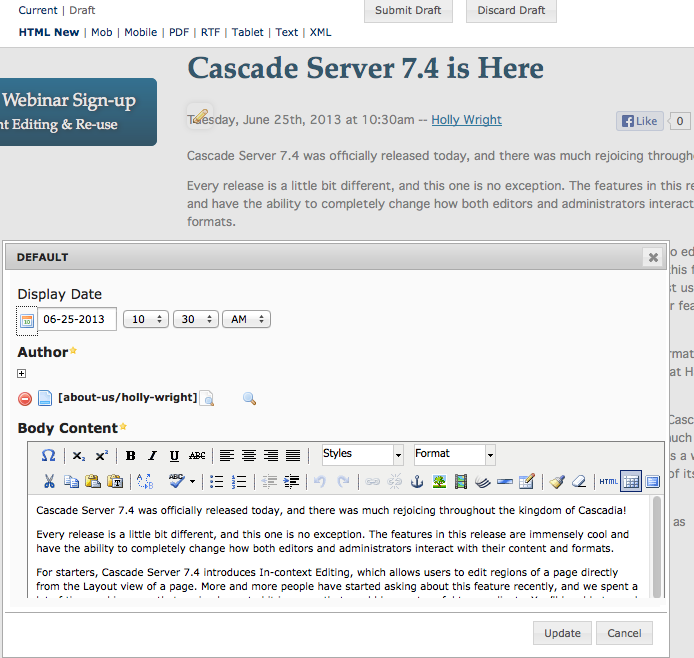 Current | Draft
Submit Draft
Discard Draft
HTML New | Mob | Mobile | PDF | RTF | Tablet | Text | XML
Cascade Server 7.4 is Here
Webinar Sign-up
nt Editing & Re-use
Tuesday, June 25th, 2013 at 10:30am -- Holly Wright
Like
0
Cascade Server 7.4 was officially released today, and there was much rejoicing through
Every release is a little bit different, and this one is no exception. The features in this re
and have the ability to completely change how both editors and administrators interact
formats.
DEFAULT
Display Date
06-25-2013
10
30
AM
Author
[about-us/holly-wright]
Body Content
Styles
Format
HTML
Cascade Server 7.4 was officially released today, and there was much rejoicing throughout the kingdom of Cascadia!
Every release is a little bit different, and this one is no exception. The features in this release are immensely cool and
have the ability to completely change how both editors and administrators interact with their content and formats.
For starters, Cascade Server 7.4 introduces In-context Editing, which allows users to edit regions of a page directly
from the Layout view of a page. More and more people have started asking about this feature recently, and we spent a
as
Update
Cancel